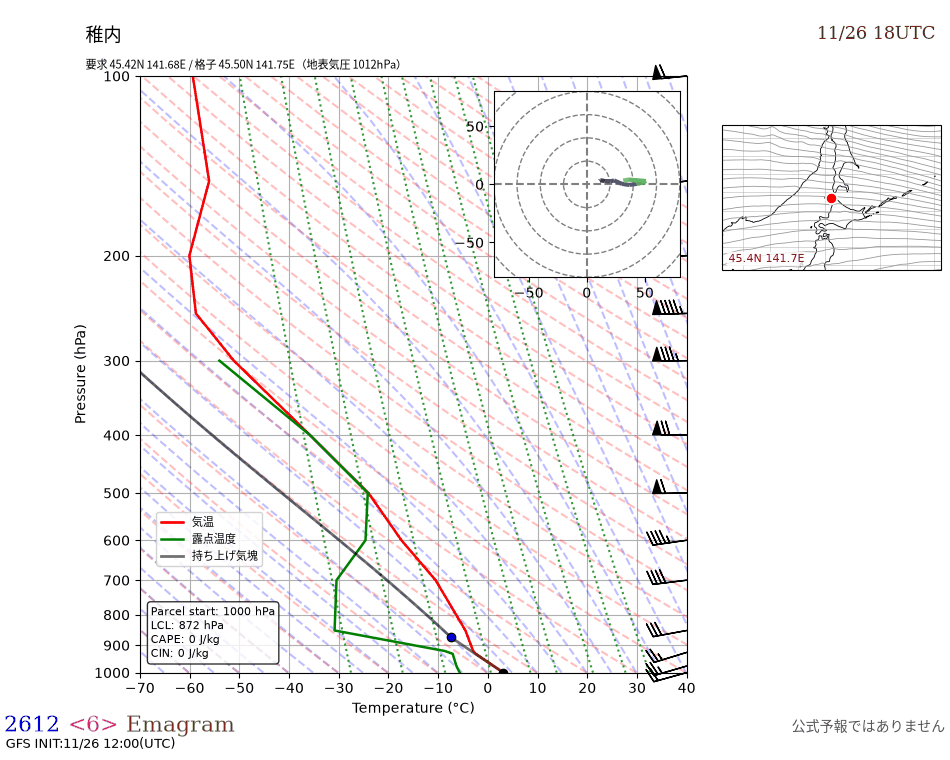 稚内
11/26 18UTC
要求 45.42N 141.68E / 格子 45.50N 141.75E（地表気圧 1012hPa）
100
200
300
400
500
600
700
800
900
1000
Pressure (hPa)
−70 −60 −50 −40 −30 −20 −10 0 10 20 30 40
Temperature (°C)
50
0
−50
−50 0 50
気温
露点温度
持ち上げ気塊
Parcel start: 1000 hPa
LCL: 872 hPa
CAPE: 0 J/kg
CIN: 0 J/kg
45.4N 141.7E
2612 <6> Emagram
GFS INIT:11/26 12:00(UTC)
公式予報ではありません